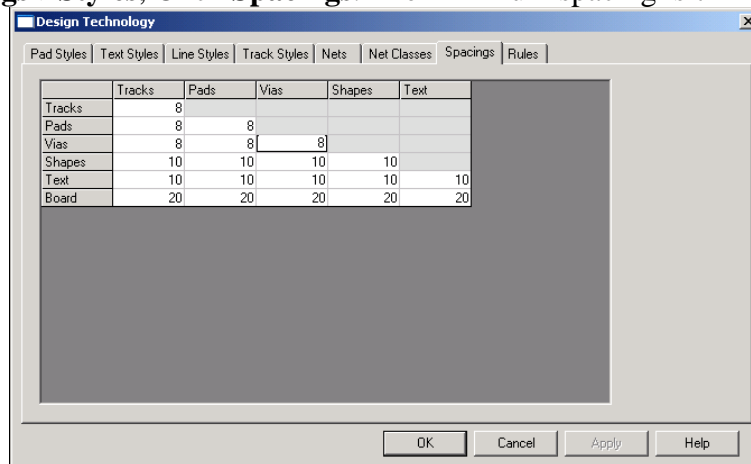 Styles, Spacings.
Design Technology
Pad Styles Text Styles Line Styles Track Styles Nets Net Classes Spacings Rules
Tracks Pads Vias Shapes Text
Tracks 8
Pads 8 8
Vias 8 8 8
Shapes 10 10 10 10
Text 10 10 10 10 10
Board 20 20 20 20 20
OK Cancel Apply Help